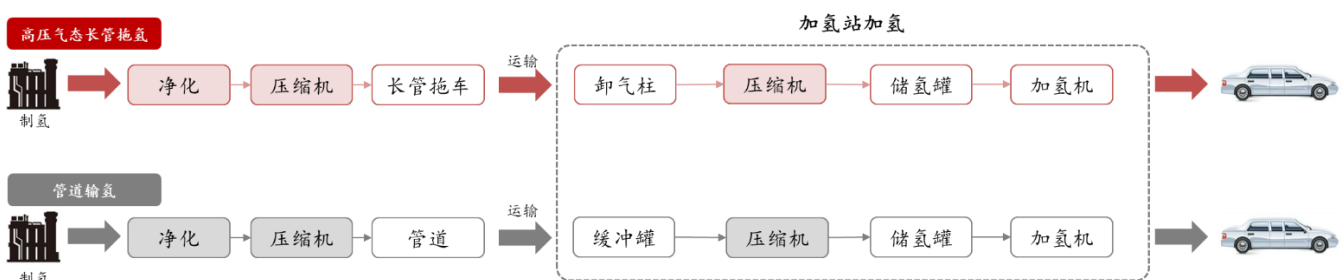 加氢站加氢
高压气态长管拖氢
制氢
净化
压缩机
长管拖车
运输
卸气柱
压缩机
储氢罐
加氢机
管道输氢
制氢
净化
压缩机
管道
运输
缓冲罐
压缩机
储氢罐
加氢机